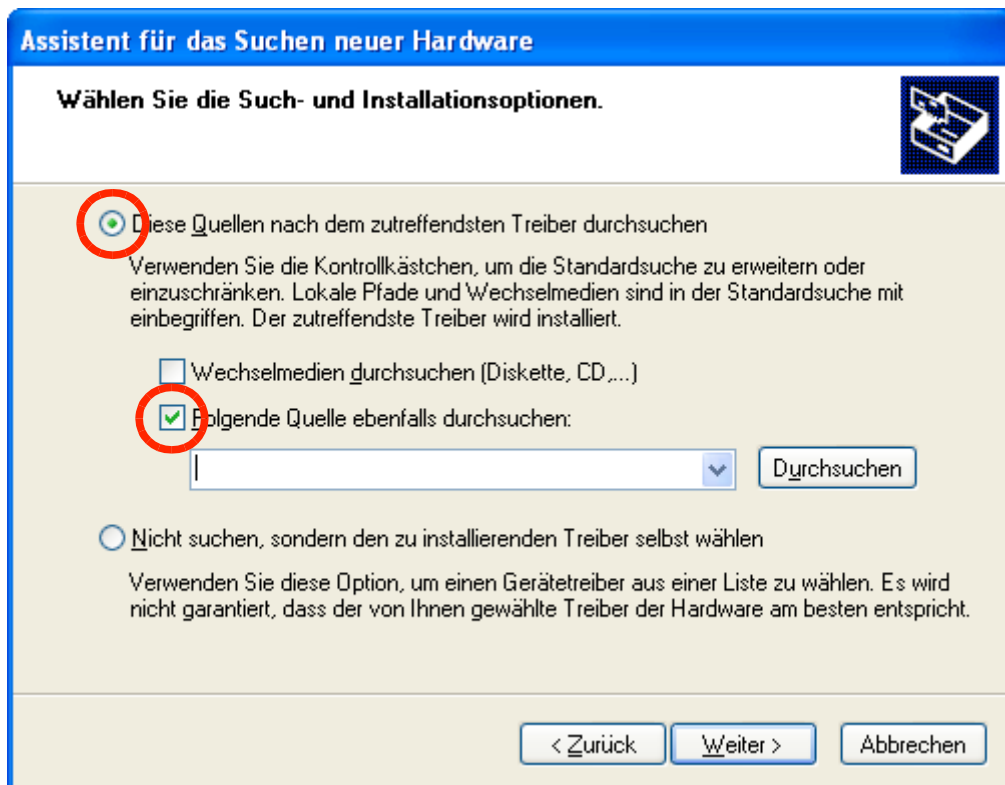 Assistent für das Suchen neuer Hardware
Wählen Sie die Such- und Installationsoptionen.
Diese Quellen nach dem zutreffendsten Treiber durchsuchen
Verwenden Sie die Kontrollkästchen, um die Standardsuche zu erweitern oder
einzuschränken. Lokale Pfade und Wechselmedien sind in der Standardsuche mit
einbegriffen. Der zutreffendste Treiber wird installiert.
Wechselmedien durchsuchen (Diskette, CD,...)
Folgende Quelle ebenfalls durchsuchen:
Durchsuchen
Nicht suchen, sondern den zu installierenden Treiber selbst wählen
Verwenden Sie diese Option, um einen Gerätetreiber aus einer Liste zu wählen. Es wird
nicht garantiert, dass der von Ihnen gewählte Treiber der Hardware am besten entspricht.
< Zurück Weiter > Abbrechen